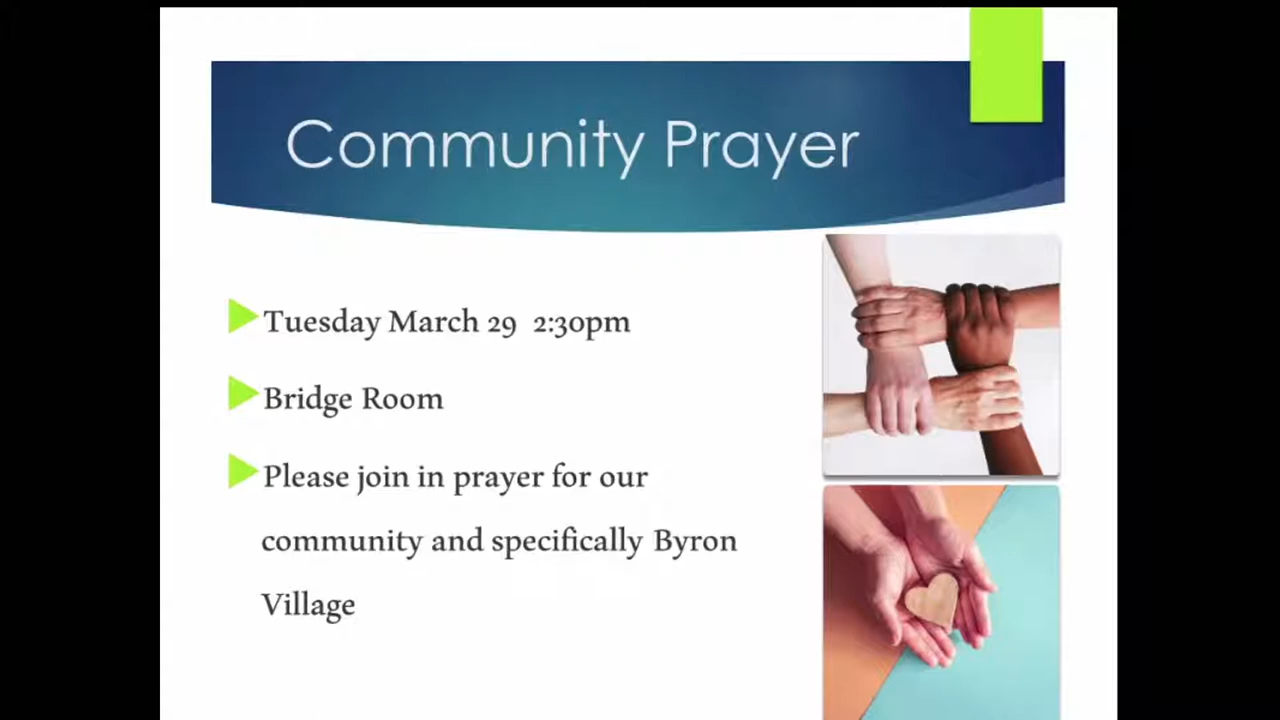 Community Prayer
Tuesday March 29 2:30pm
Bridge Room
Please join in prayer for our
community and specifically Byron
Village